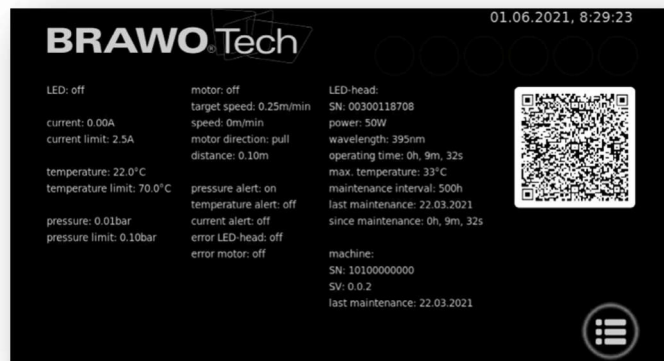 01.06.2021, 8:29:23
BRAWO® Tech
LED: off
current: 0.00A
current limit: 2.5A
temperature: 22.0°C
temperature limit: 70.0°C
pressure: 0.01bar
pressure limit: 0.10bar
motor: off
target speed: 0.25m/min
speed: 0m/min
motor direction: pull
distance: 0.10m
pressure alert: on
temperature alert: off
current alert: off
error LED-head: off
error motor: off
LED-head:
SN: 00300118708
power: 50W
wavelength: 395nm
operating time: 0h, 9m, 32s
max. temperature: 33°C
maintenance interval: 500h
last maintenance: 22.03.2021
since maintenance: 0h, 9m, 32s
machine:
SN: 10100000000
SV: 0.0.2
last maintenance: 22.03.2021